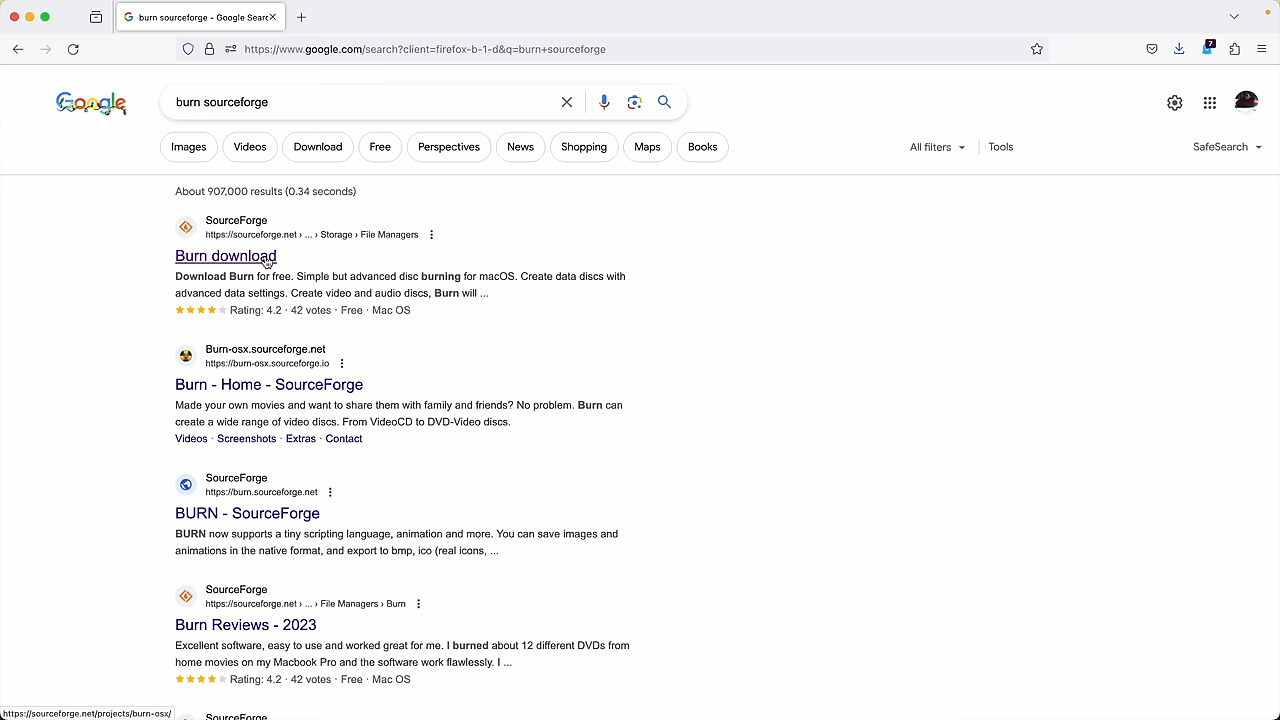 burn sourceforge - Google Searc
https://www.google.com/search?client=firefox-b-1-d&q=burn+sourceforge
7
Google
burn sourceforge
Images
Videos
Download
Free
Perspectives
News
Shopping
Maps
Books
All filters
Tools
SafeSearch
About 907,000 results (0.34 seconds)
SourceForge
https://sourceforge.net › ... › Storage › File Managers
Burn download
Download Burn for free. Simple but advanced disc burning for macOS. Create data discs with
advanced data settings. Create video and audio discs, Burn will ...
Rating: 4.2 · 42 votes · Free · Mac OS
Burn-osx.sourceforge.net
https://burn-osx.sourceforge.io
Burn - Home - SourceForge
Made your own movies and want to share them with family and friends? No problem. Burn can
create a wide range of video discs. From VideoCD to DVD-Video discs.
Videos · Screenshots · Extras · Contact
SourceForge
https://burn.sourceforge.net
BURN - SourceForge
BURN now supports a tiny scripting language, animation and more. You can save images and
animations in the native format, and export to bmp, ico (real icons, ...
SourceForge
https://sourceforge.net › ... › File Managers › Burn
Burn Reviews - 2023
Excellent software, easy to use and worked great for me. I burned about 12 different DVDs from
home movies on my Macbook Pro and the software work flawlessly. I ...
Rating: 4.2 · 42 votes · Free · Mac OS
SourceForge
https://sourceforge.net/projects/burn-osx/